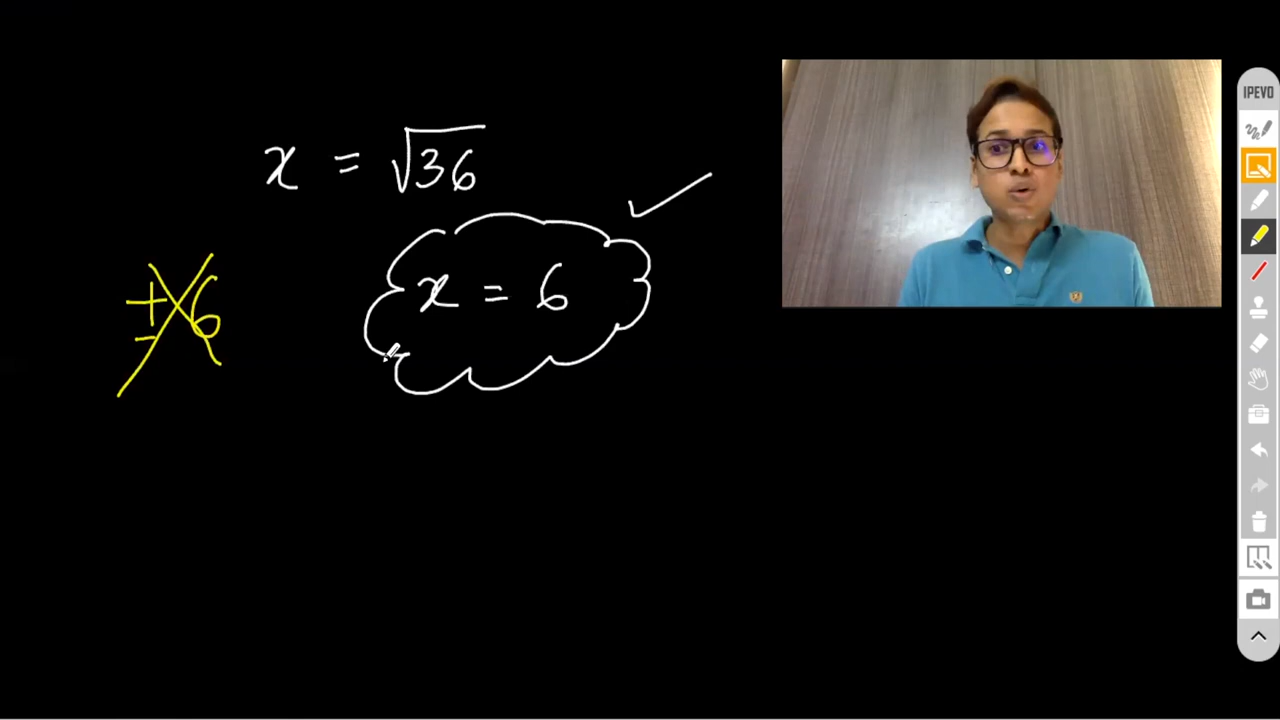 x = √36
± 6
x = 6
IPEVO